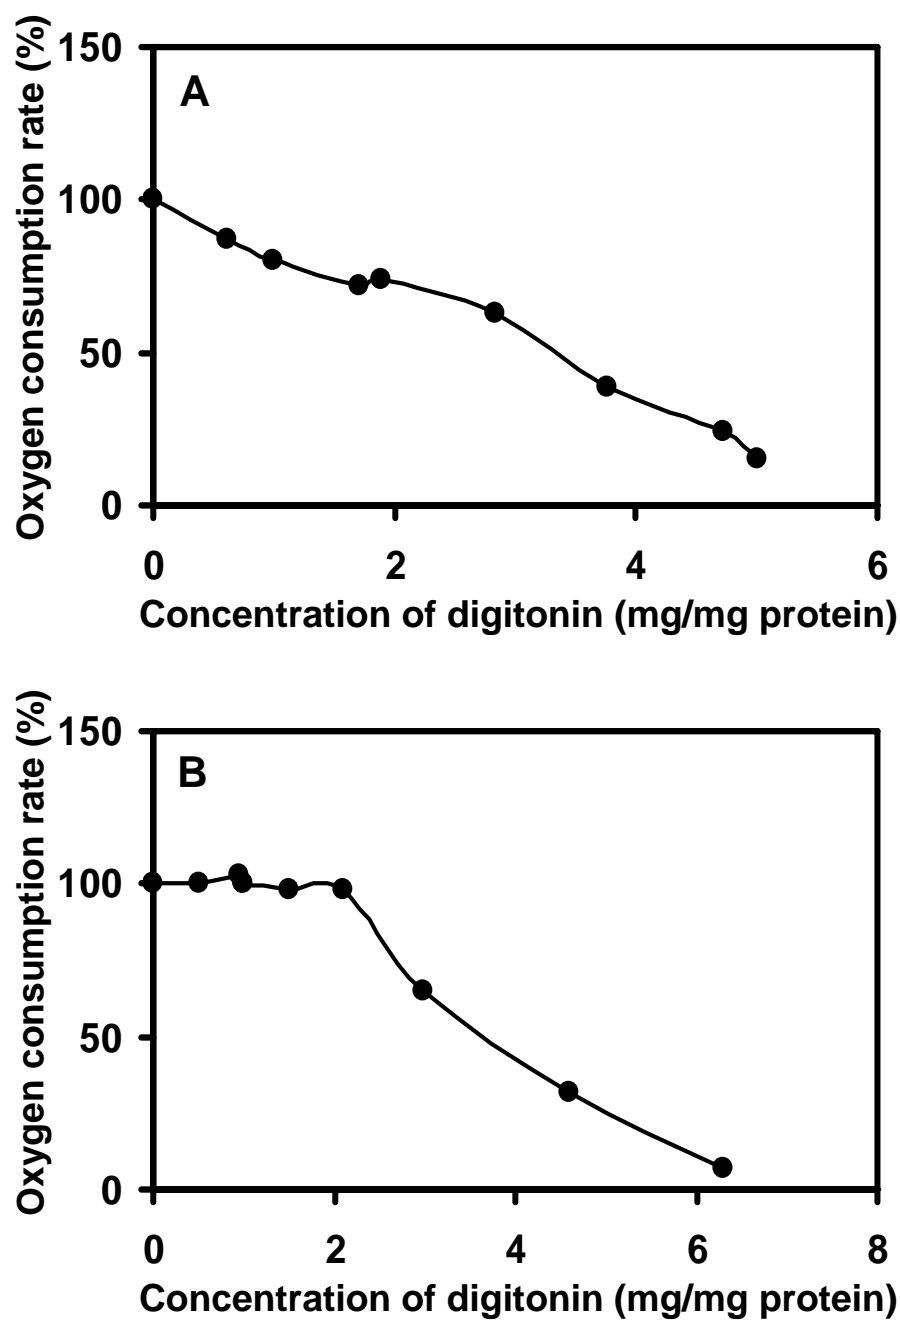 Oxygen consumption rate (%)
150
100
50
0
A
0 2 4 6
Concentration of digitonin (mg/mg protein)
Oxygen consumption rate (%)
150
100
50
0
B
0 2 4 6 8
Concentration of digitonin (mg/mg protein)